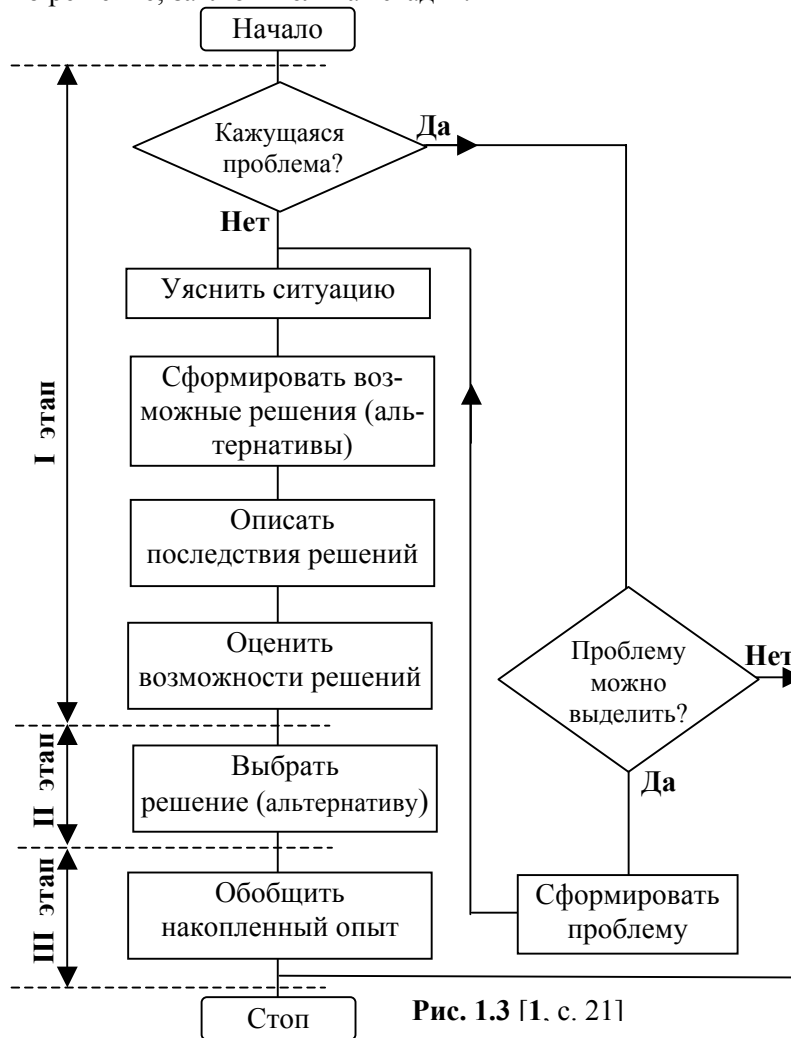 Начало
Кажущаяся
проблема?
Да
Нет
Уяснить ситуацию
Сформировать воз-
можные решения (аль-
тернативы)
I этап
Описать
последствия решений
Оценить
возможности решений
Проблему
можно
выделить?
Нет
Да
II этап
Выбрать
решение (альтернативу)
III этап
Обобщить
накопленный опыт
Сформировать
проблему
Стоп
Рис. 1.3 [1, с. 21]